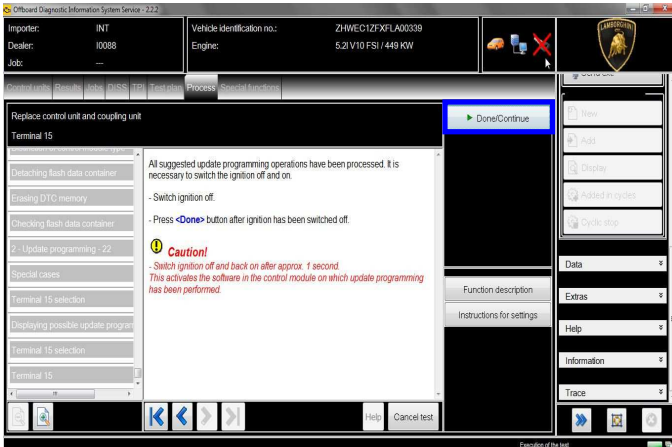 Offboard Diagnostic Information System Service - 2.2.2
Importer: INT
Dealer: I0088
Job: ---
Vehicle identification no.: ZHWEC1ZFXFLA00339
Engine: 5.2l V10 FSI / 449 KW
LAMBORGHINI
Control units Results Jobs DISS TPI Test plan Process Special functions
Replace control unit and coupling unit
Terminal 15
Done/Continue
Detaching flash data container
Erasing DTC memory
Checking flash data container
2 - Update programming - 22
Special cases
Terminal 15 selection
Displaying possible update program
Terminal 15 selection
Terminal 15
All suggested update programming operations have been processed. It is
necessary to switch the ignition off and on.
- Switch ignition off.
- Press <Done> button after ignition has been switched off.
Caution!
- Switch ignition off and back on after approx. 1 second.
This activates the software in the control module on which update programming
has been performed.
Function description
Instructions for settings
Help
Cancel test
New
Add
Display
Added in cycles
Cyclic stop
Data
Extras
Help
Information
Trace
Execution of the test